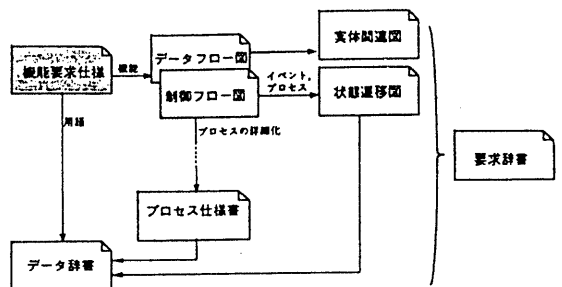 実体関連図
データフロー図
機能要求仕様
機能
制御フロー図
イベント，
プロセス
状態遷移図
用語
プロセスの詳細化
要求辞書
プロセス仕様書
データ辞書